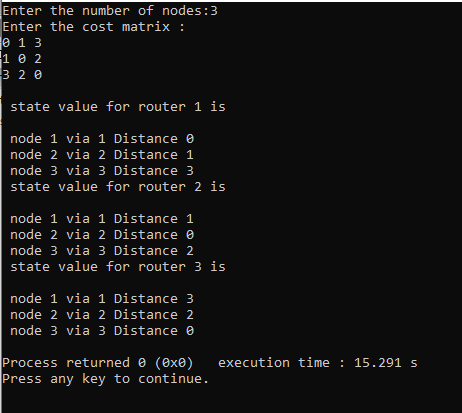 Enter the number of nodes:3
Enter the cost matrix :
0 1 3
1 0 2
3 2 0
state value for router 1 is
node 1 via 1 Distance 0
node 2 via 2 Distance 1
node 3 via 3 Distance 3
state value for router 2 is
node 1 via 1 Distance 1
node 2 via 2 Distance 0
node 3 via 3 Distance 2
state value for router 3 is
node 1 via 1 Distance 3
node 2 via 2 Distance 2
node 3 via 3 Distance 0
Process returned 0 (0x0)   execution time : 15.291 s
Press any key to continue.